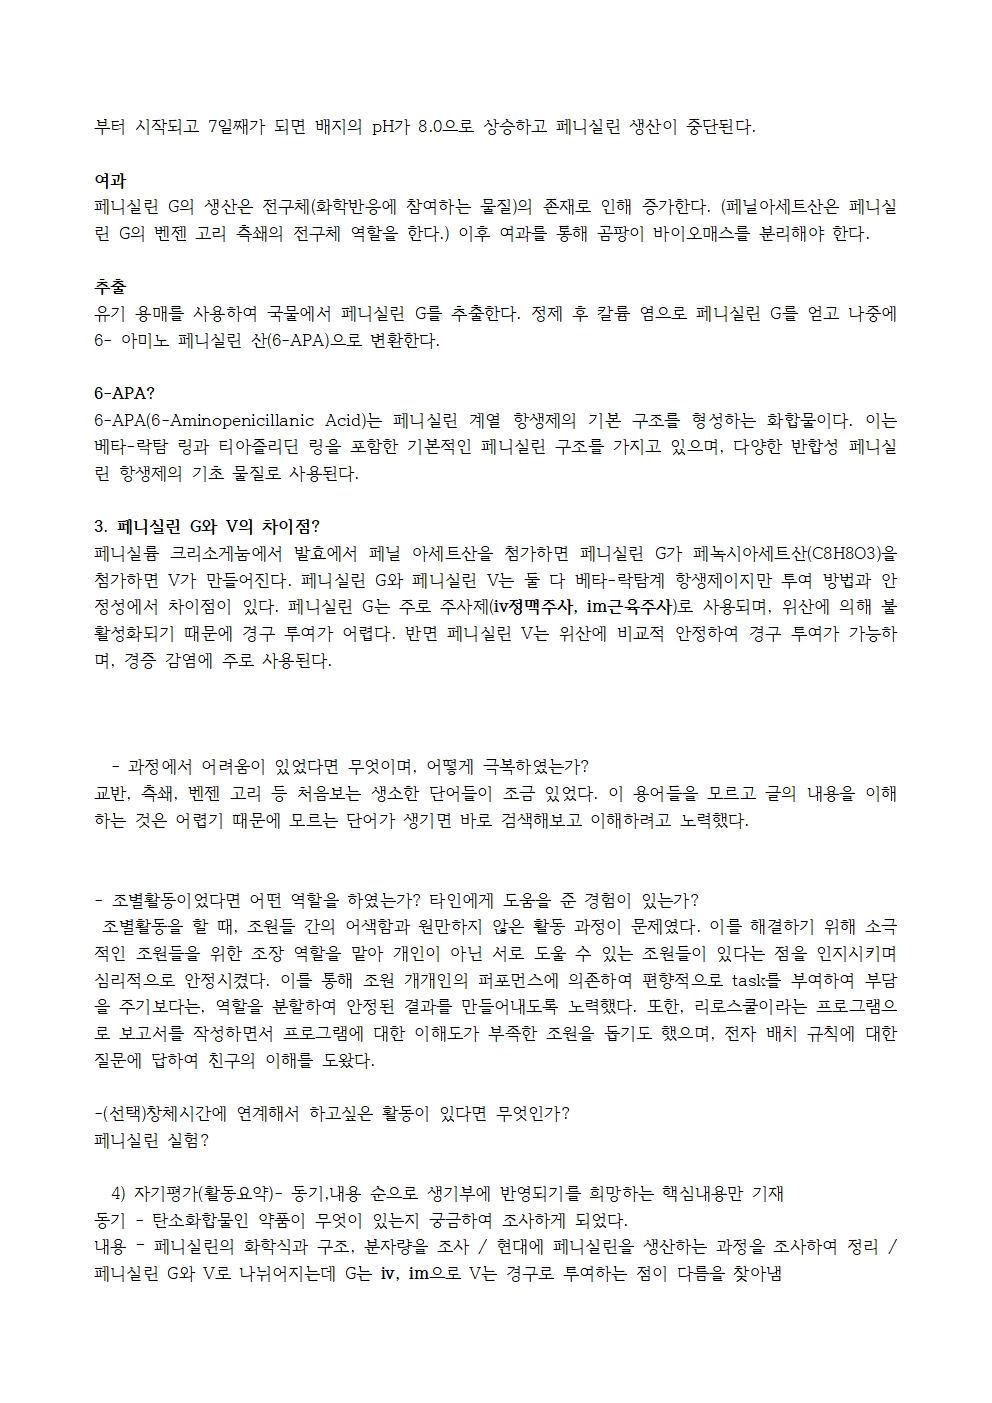 부터 시작되고 7일째가 되면 배지의 pH가 8.0으로 상승하고 페니실린 생산이 중단된다.
여과
페니실린 G의 생산은 전구체(화학반응에 참여하는 물질)의 존재로 인해 증가한다. (페닐아세트산은 페니실
린 G의 벤젠 고리 측쇄의 전구체 역할을 한다.) 이후 여과를 통해 곰팡이 바이오매스를 분리해야 한다.
추출
유기 용매를 사용하여 국물에서 페니실린 G를 추출한다. 정제 후 칼륨 염으로 페니실린 G를 얻고 나중에
6- 아미노 페니실린 산(6-APA)으로 변환한다.
6-APA?
6-APA(6-Aminopenicillanic Acid)는 페니실린 계열 항생제의 기본 구조를 형성하는 화합물이다. 이는
베타-락탐 링과 티아졸리딘 링을 포함한 기본적인 페니실린 구조를 가지고 있으며, 다양한 반합성 페니실
린 항생제의 기초 물질로 사용된다.
3. 페니실린 G와 V의 차이점?
페니실륨 크리소게눔에서 발효에서 페닐 아세트산을 첨가하면 페니실린 G가 페녹시아세트산(C8H8O3)을
첨가하면 V가 만들어진다. 페니실린 G와 페니실린 V는 둘 다 베타-락탐계 항생제이지만 투여 방법과 안
정성에서 차이점이 있다. 페니실린 G는 주로 주사제(iv정맥주사, im근육주사)로 사용되며, 위산에 의해 불
활성화되기 때문에 경구 투여가 어렵다. 반면 페니실린 V는 위산에 비교적 안정하여 경구 투여가 가능하
며, 경증 감염에 주로 사용된다.
- 과정에서 어려움이 있었다면 무엇이며, 어떻게 극복하였는가?
교반, 측쇄, 벤젠 고리 등 처음보는 생소한 단어들이 조금 있었다. 이 용어들을 모르고 글의 내용을 이해
하는 것은 어렵기 때문에 모르는 단어가 생기면 바로 검색해보고 이해하려고 노력했다.
- 조별활동이었다면 어떤 역할을 하였는가? 타인에게 도움을 준 경험이 있는가?
조별활동을 할 때, 조원들 간의 어색함과 원만하지 않은 활동 과정이 문제였다. 이를 해결하기 위해 소극
적인 조원들을 위한 조장 역할을 맡아 개인이 아닌 서로 도울 수 있는 조원들이 있다는 점을 인지시키며
심리적으로 안정시켰다. 이를 통해 조원 개개인의 퍼포먼스에 의존하여 편향적으로 task를 부여하여 부담
을 주기보다는, 역할을 분할하여 안정된 결과를 만들어내도록 노력했다. 또한, 리로스쿨이라는 프로그램으
로 보고서를 작성하면서 프로그램에 대한 이해도가 부족한 조원을 돕기도 했으며, 전자 배치 규칙에 대한
질문에 답하여 친구의 이해를 도왔다.
-(선택)창체시간에 연계해서 하고싶은 활동이 있다면 무엇인가?
페니실린 실험?
4) 자기평가(활동요약)- 동기,내용 순으로 생기부에 반영되기를 희망하는 핵심내용만 기재
동기 - 탄소화합물인 약품이 무엇이 있는지 궁금하여 조사하게 되었다.
내용 - 페니실린의 화학식과 구조, 분자량을 조사 / 현대에 페니실린을 생산하는 과정을 조사하여 정리 /
페니실린 G와 V로 나뉘어지는데 G는 iv, im으로 V는 경구로 투여하는 점이 다름을 찾아냄